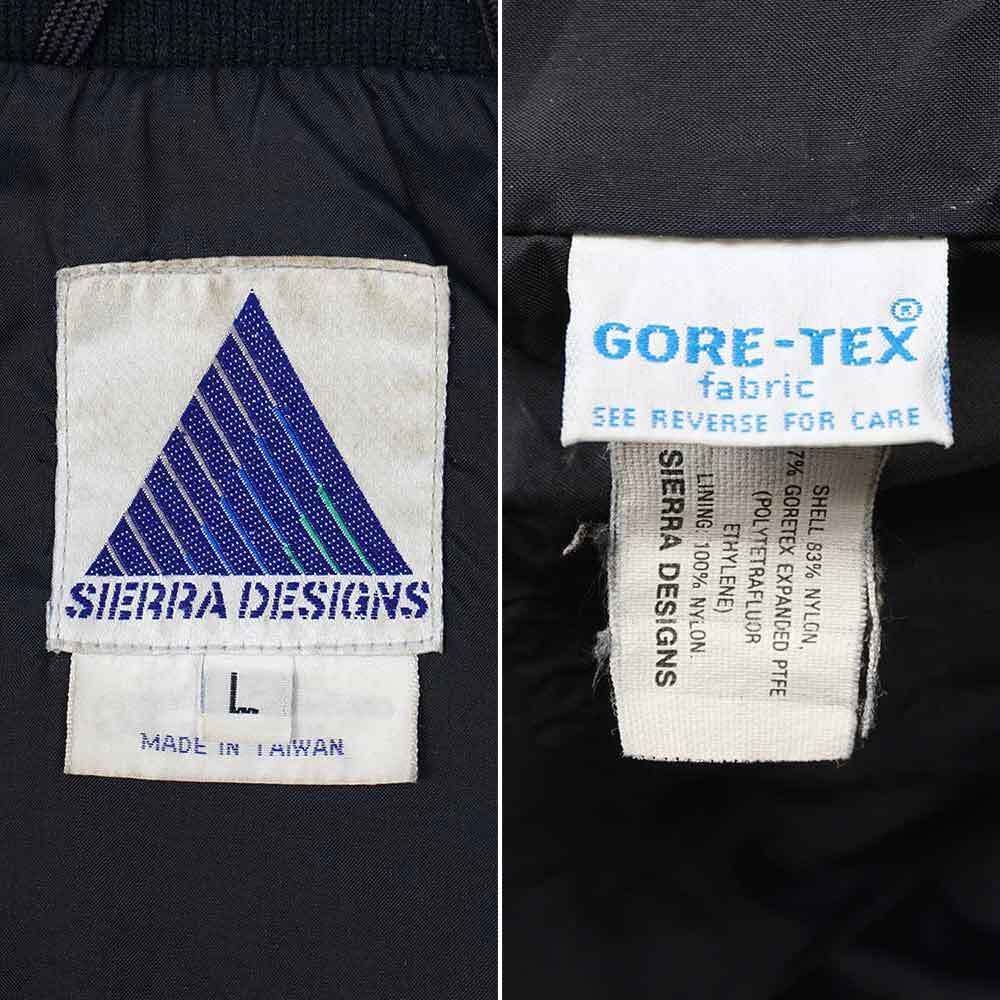 SIERRA DESIGNS
L
MADE IN TAIWAN
GORE-TEX®
fabric
SEE REVERSE FOR CARE
SHELL 83% NYLON,
7% GORETEX EXPANDED PTFE
(POLYTETRAFLUOR
ETHYLENE)
LINING: 100% NYLON.
SIERRA DESIGNS